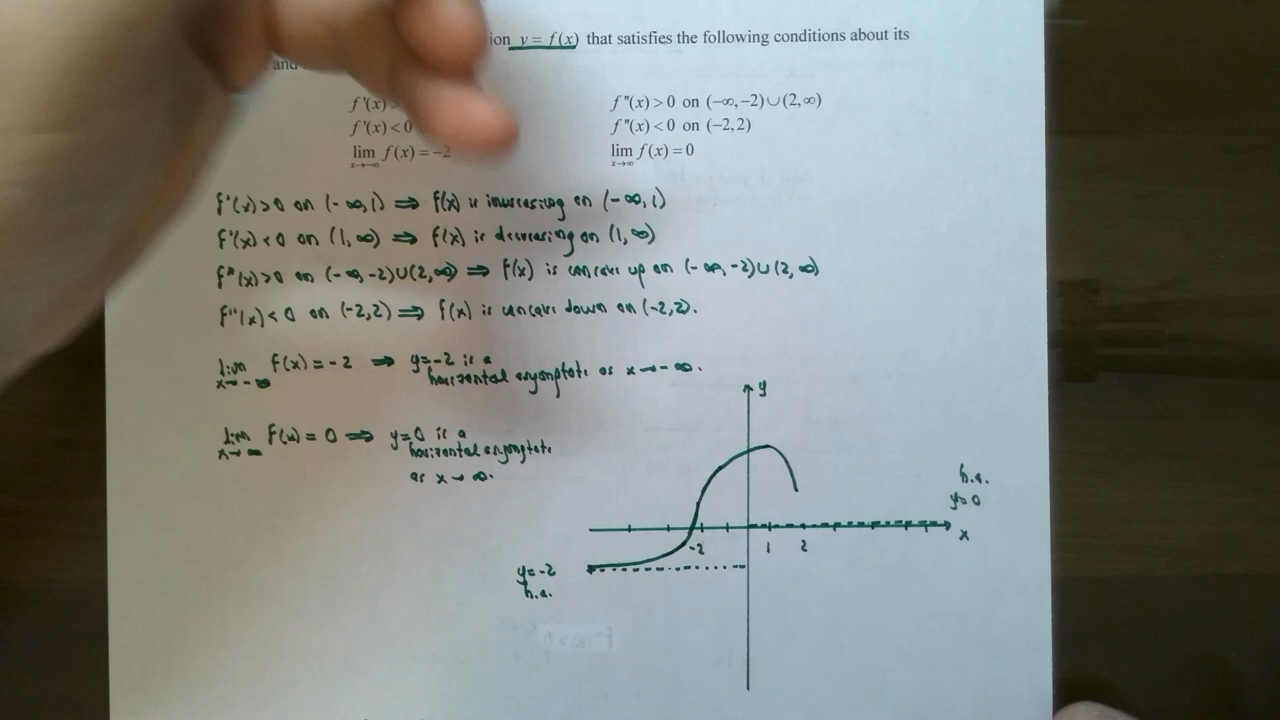 ion y = f(x) that satisfies the following conditions about its
and
f'(x)> f"(x)>0 on (−∞,−2)∪(2,∞)
f'(x)<0 f"(x)<0 on (−2,2)
lim x→−∞ f(x)=−2 lim x→∞ f(x)=0
f'(x)>0 on (-∞,1) ⇒ f(x) is increasing on (-∞,1)
f'(x)<0 on (1,∞) ⇒ f(x) is decreasing on (1,∞)
f"(x)>0 on (-∞,-2)∪(2,∞) ⇒ f(x) is concave up on (-∞,-2)∪(2,∞)
f"(x)<0 on (-2,2) ⇒ f(x) is concave down on (-2,2).
lim x→-∞ f(x)=-2 ⇒ y=-2 is a
horizontal asymptote as x→-∞.
lim x→∞ f(x)=0 ⇒ y=0 is a
horizontal asymptote
as x→∞.
y
h.a.
y=0
x
-2 1 2
y=-2
h.a.